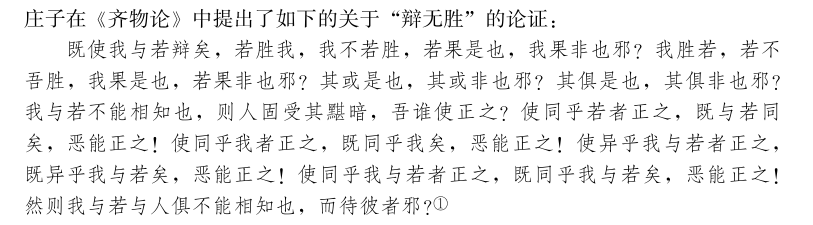 庄子在《齐物论》中提出了如下的关于“辩无胜”的论证：
既使我与若辩矣，若胜我，我不若胜，若果是也，我果非也邪？我胜若，若不
吾胜，我果是也，若果非也邪？其或是也，其或非也邪？其俱是也，其俱非也邪？
我与若不能相知也，则人固受其黮暗，吾谁使正之？使同乎若者正之，既与若同
矣，恶能正之！使同乎我者正之，既同乎我矣，恶能正之！使异乎我与若者正之，
既异乎我与若矣，恶能正之！使同乎我与若者正之，既同乎我与若矣，恶能正之！
然则我与若与人俱不能相知也，而待彼者邪？①